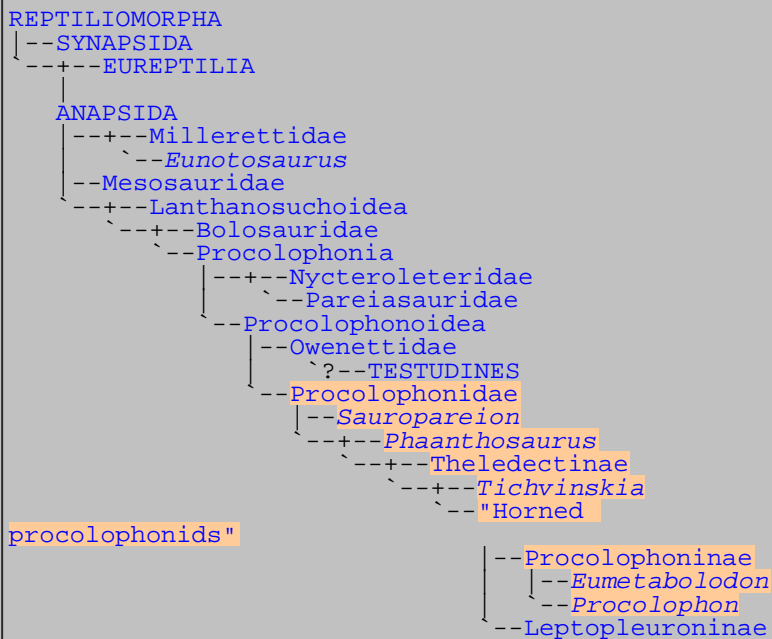 REPTILIOMORPHA
|--SYNAPSIDA
`--+--EUREPTILIA
   |
   ANAPSIDA
   |--+--Millerettidae
   |  `--Eunotosaurus
   |--Mesosauridae
   `--+--Lanthanosuchoidea
      `--+--Bolosauridae
         `--Procolophonia
            |--+--Nycteroleteridae
            |  `--Pareiasauridae
            `--Procolophonoidea
               |--Owenettidae
               |   `?--TESTUDINES
               `--Procolophonidae
                  |--Sauropareion
                  `--+--Phaanthosaurus
                     `--+--Theledectinae
                        `--+--Tichvinskia
                           `--"Horned
procolophonids"
                              |--Procolophoninae
                              |  |--Eumetabolodon
                              |  `--Procolophon
                              `--Leptopleuroninae